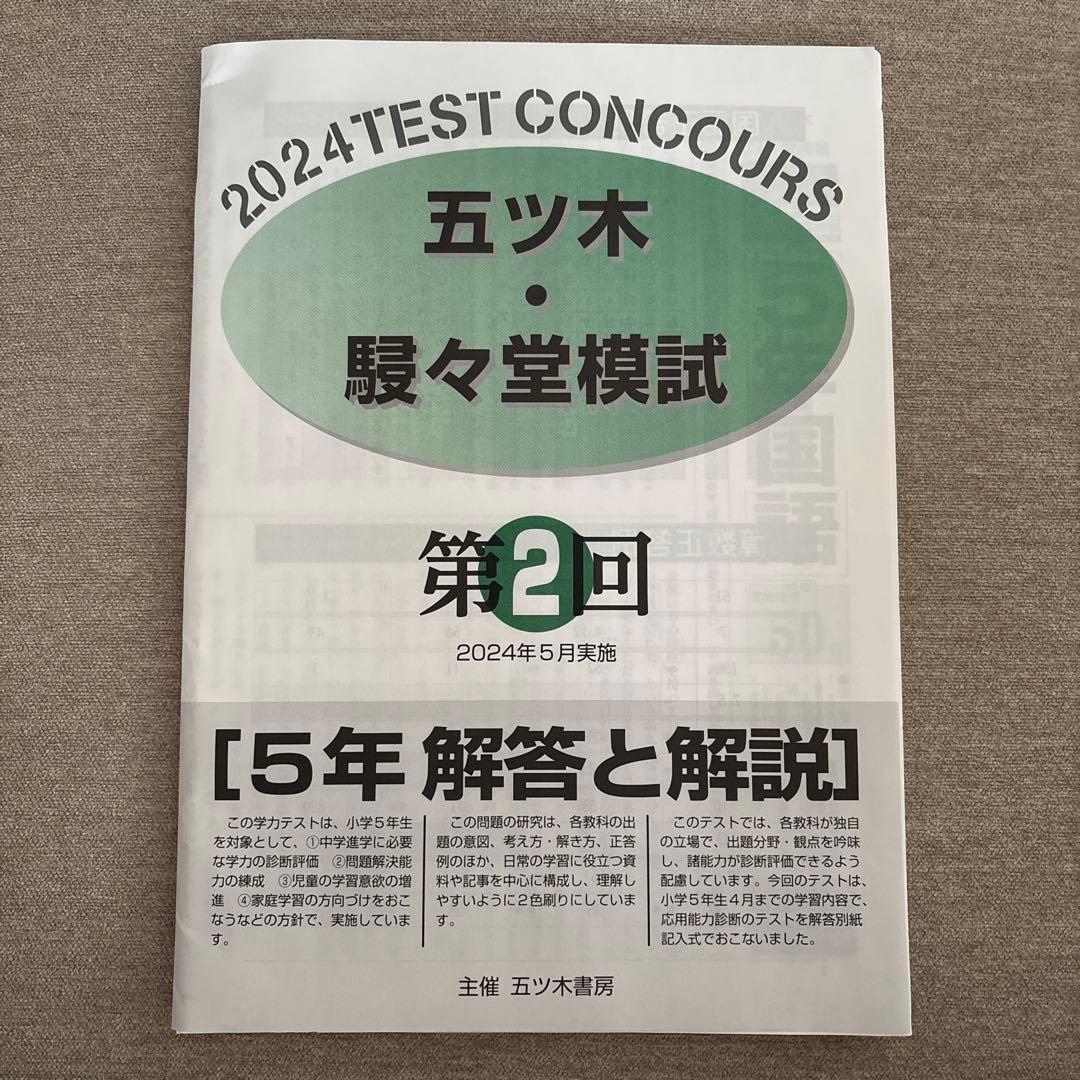 2024 TEST CONCOURS
五ツ木
・
駸々堂模試
第2回
2024年5月実施
[5年 解答と解説]
この学力テストは、小学5年生
を対象として、①中学進学に必要
な学力の診断評価　②問題解決能
力の練成　③児童の学習意欲の増
進　④家庭学習の方向づけをおこ
なうなどの方針で、実施していま
す。
この問題の研究は、各教科の出
題の意図、考え方・解き方、正答
例のほか、日常の学習に役立つ資
料や記事を中心に構成し、理解し
やすいように2色刷りにしていま
す。
このテストでは、各教科が独自
の立場で、出題分野・観点を吟味
し、諸能力が診断評価できるよう
配慮しています。今回のテストは、
小学5年生4月までの学習内容で、
応用能力診断のテストを解答別紙
記入式でおこないました。
主催 五ツ木書房